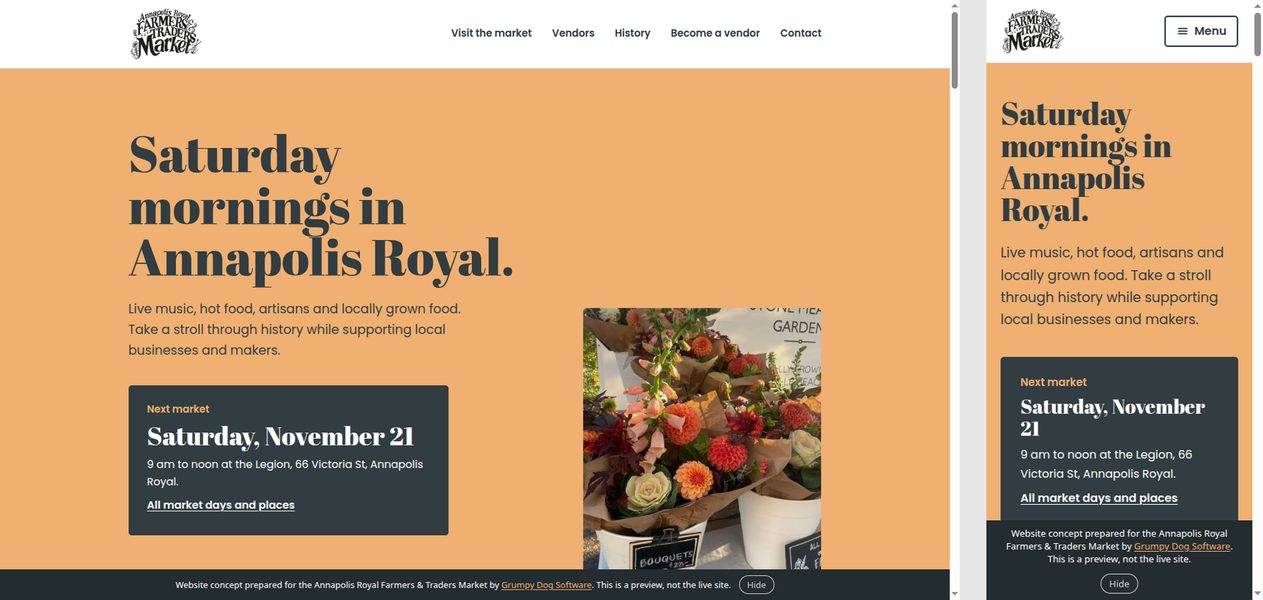 Annapolis Royal
FARMERS &
TRADERS
Market
Visit the market
Vendors
History
Become a vendor
Contact
Saturday
mornings in
Annapolis Royal.
Live music, hot food, artisans and locally grown food.
Take a stroll through history while supporting local
businesses and makers.
Next market
Saturday, November 21
9 am to noon at the Legion, 66 Victoria St, Annapolis
Royal.
All market days and places
GARDEN
BOUQUETS
Website concept prepared for the Annapolis Royal Farmers & Traders Market by Grumpy Dog Software. This is a preview, not the live site.
Hide
Annapolis Royal
FARMERS &
TRADERS
Market
Menu
Saturday
mornings in
Annapolis
Royal.
Live music, hot food, artisans and
locally grown food. Take a stroll
through history while supporting
local businesses and makers.
Next market
Saturday, November
21
9 am to noon at the Legion, 66
Victoria St, Annapolis Royal.
All market days and places
Website concept prepared for the Annapolis Royal
Farmers & Traders Market by Grumpy Dog Software.
This is a preview, not the live site.
Hide